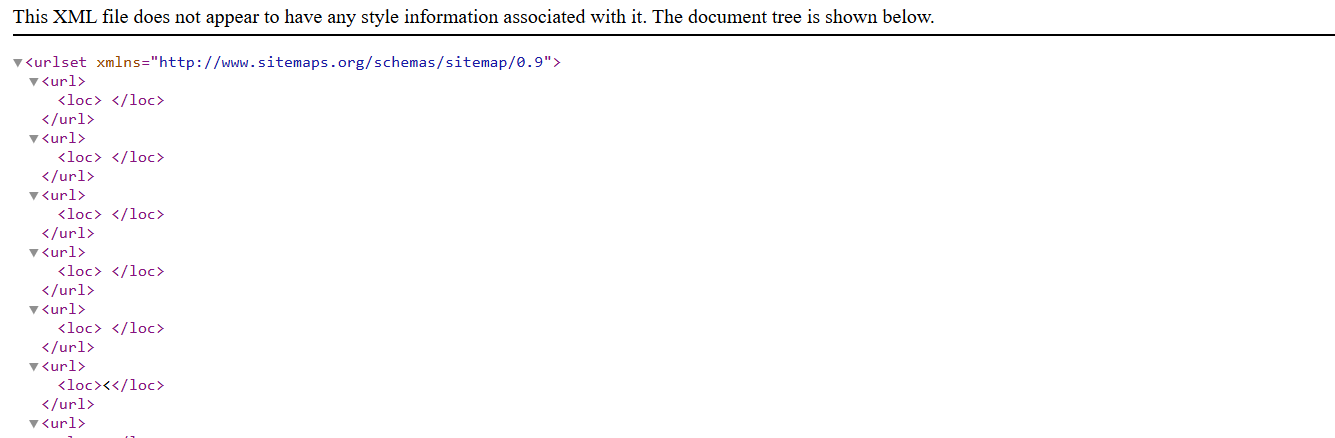 This XML file does not appear to have any style information associated with it. The document tree is shown below.
▼<urlset xmlns="http://www.sitemaps.org/schemas/sitemap/0.9">
▼<url>
<loc> </loc>
</url>
▼<url>
<loc> </loc>
</url>
▼<url>
<loc> </loc>
</url>
▼<url>
<loc> </loc>
</url>
▼<url>
<loc> </loc>
</url>
▼<url>
<loc><</loc>
</url>
▼<url>